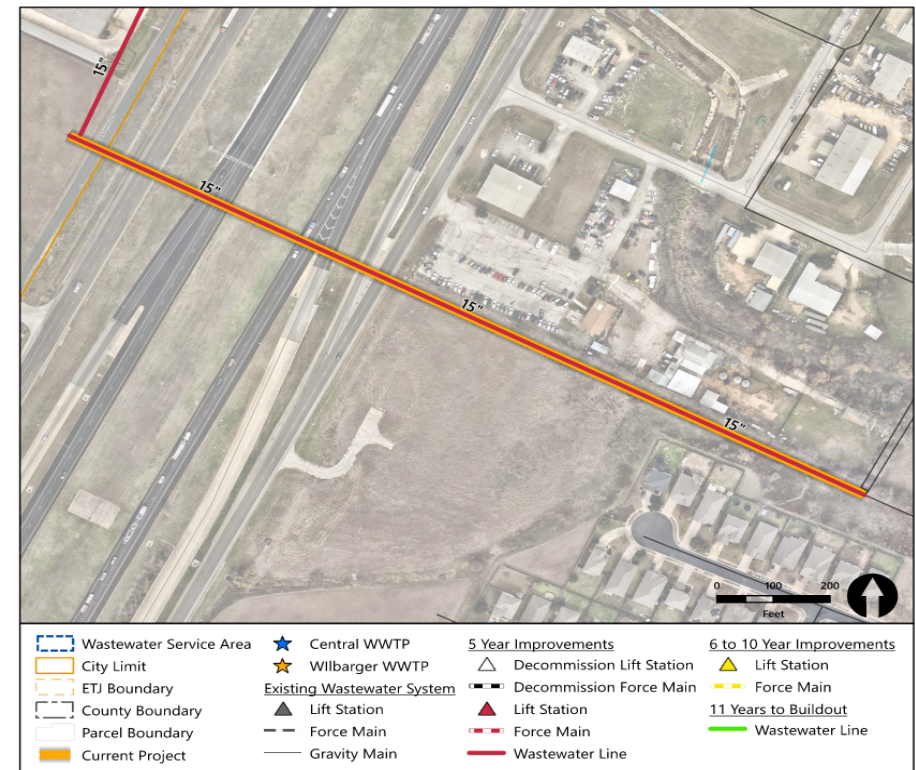 15"
15"
15"
15"
0 100 200
Feet
Wastewater Service Area
City Limit
ETJ Boundary
County Boundary
Parcel Boundary
Current Project
Central WWTP
WIlbarger WWTP
Existing Wastewater System
Lift Station
Force Main
Gravity Main
5 Year Improvements
Decommission Lift Station
Decommission Force Main
Lift Station
Force Main
Wastewater Line
6 to 10 Year Improvements
Lift Station
Force Main
11 Years to Buildout
Wastewater Line